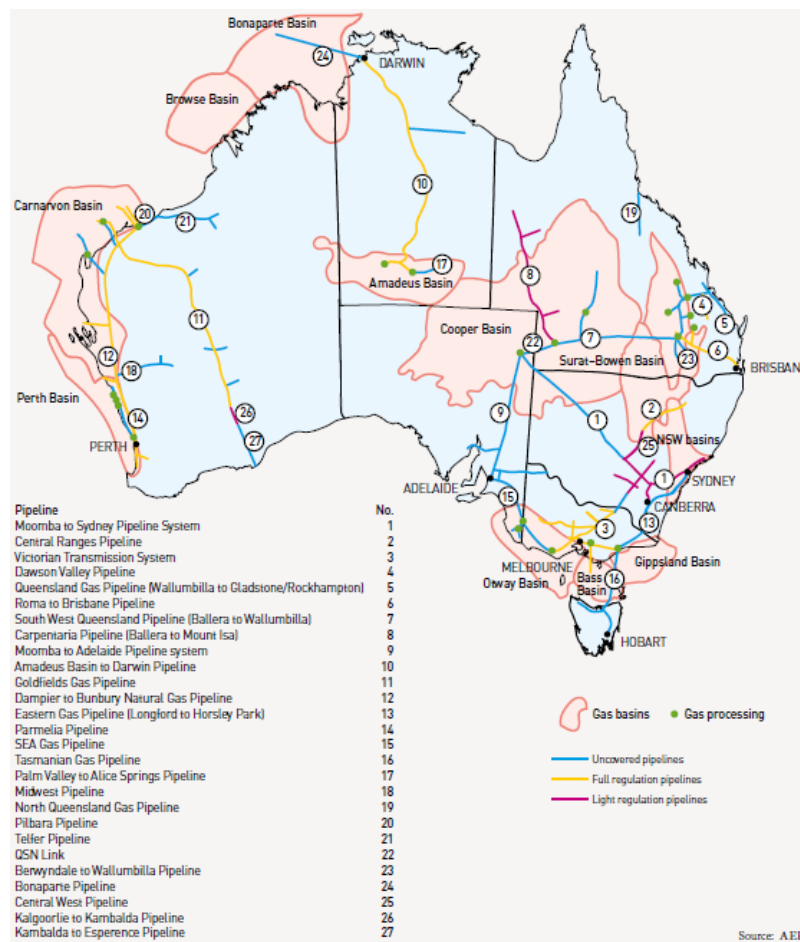 Bonaparte Basin
24
DARWIN
Browse Basin
10
Carnarvon Basin
20
21
19
17
Amadeus Basin
8
11
4
5
Cooper Basin
22
7
6
Surat-Bowen Basin
23
BRISBAN
12
18
Perth Basin
9
1
2
14
26
NSW basins
25
PERTH
27
1
SYDNEY
ADELAIDE
CANBERRA
15
3
13
MELBOURNE
Gippsland Basin
Otway Basin
Bass
Basin
16
HOBART
Pipeline No.
Moomba to Sydney Pipeline System 1
Central Ranges Pipeline 2
Victorian Transmission System 3
Dawson Valley Pipeline 4
Queensland Gas Pipeline (Wallumbilla to Gladstone/Rockhampton) 5
Roma to Brisbane Pipeline 6
South West Queensland Pipeline (Ballera to Wallumbilla) 7
Carpentaria Pipeline (Ballera to Mount Isa) 8
Moomba to Adelaide Pipeline system 9
Amadeus Basin to Darwin Pipeline 10
Goldfields Gas Pipeline 11
Dampier to Bunbury Natural Gas Pipeline 12
Eastern Gas Pipeline (Longford to Horsley Park) 13
Parmelia Pipeline 14
SEA Gas Pipeline 15
Tasmanian Gas Pipeline 16
Palm Valley to Alice Springs Pipeline 17
Midwest Pipeline 18
North Queensland Gas Pipeline 19
Pilbara Pipeline 20
Telfer Pipeline 21
QSN Link 22
Berwyndale to Wallumbilla Pipeline 23
Bonaparte Pipeline 24
Central West Pipeline 25
Kalgoorlie to Kambalda Pipeline 26
Kambalda to Esperence Pipeline 27
Gas basins
Gas processing
Uncovered pipelines
Full regulation pipelines
Light regulation pipelines
Source: AE